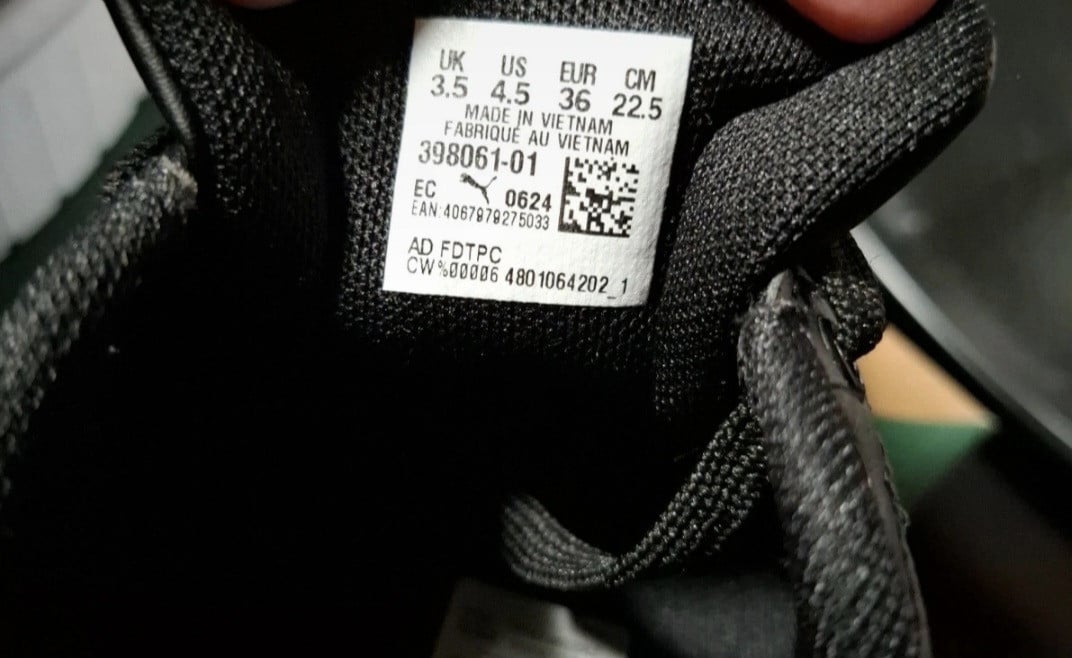 UK US EUR CM
3.5 4.5 36 22.5
MADE IN VIETNAM
FABRIQUÉ AU VIETNAM
398061-01
EC 0624
EAN:4067979275033
AD FDTPC
CW%00006 4801064202_1